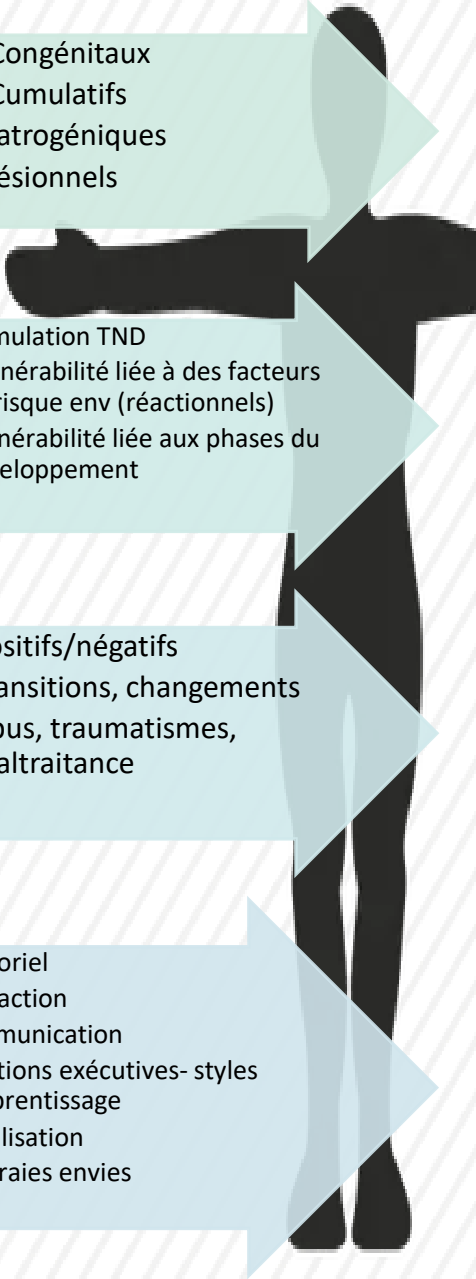 Congénitaux
Cumulatifs
atrogéniques
ésionnels
mulation TND
nérabilité liée à des facteurs
risque env (réactionnels)
nérabilité liée aux phases du
veloppement
ositifs/négatifs
ansitions, changements
ous, traumatismes,
altraitance
oriel
action
munication
tions exécutives- styles
prentissage
lisation
raies envies